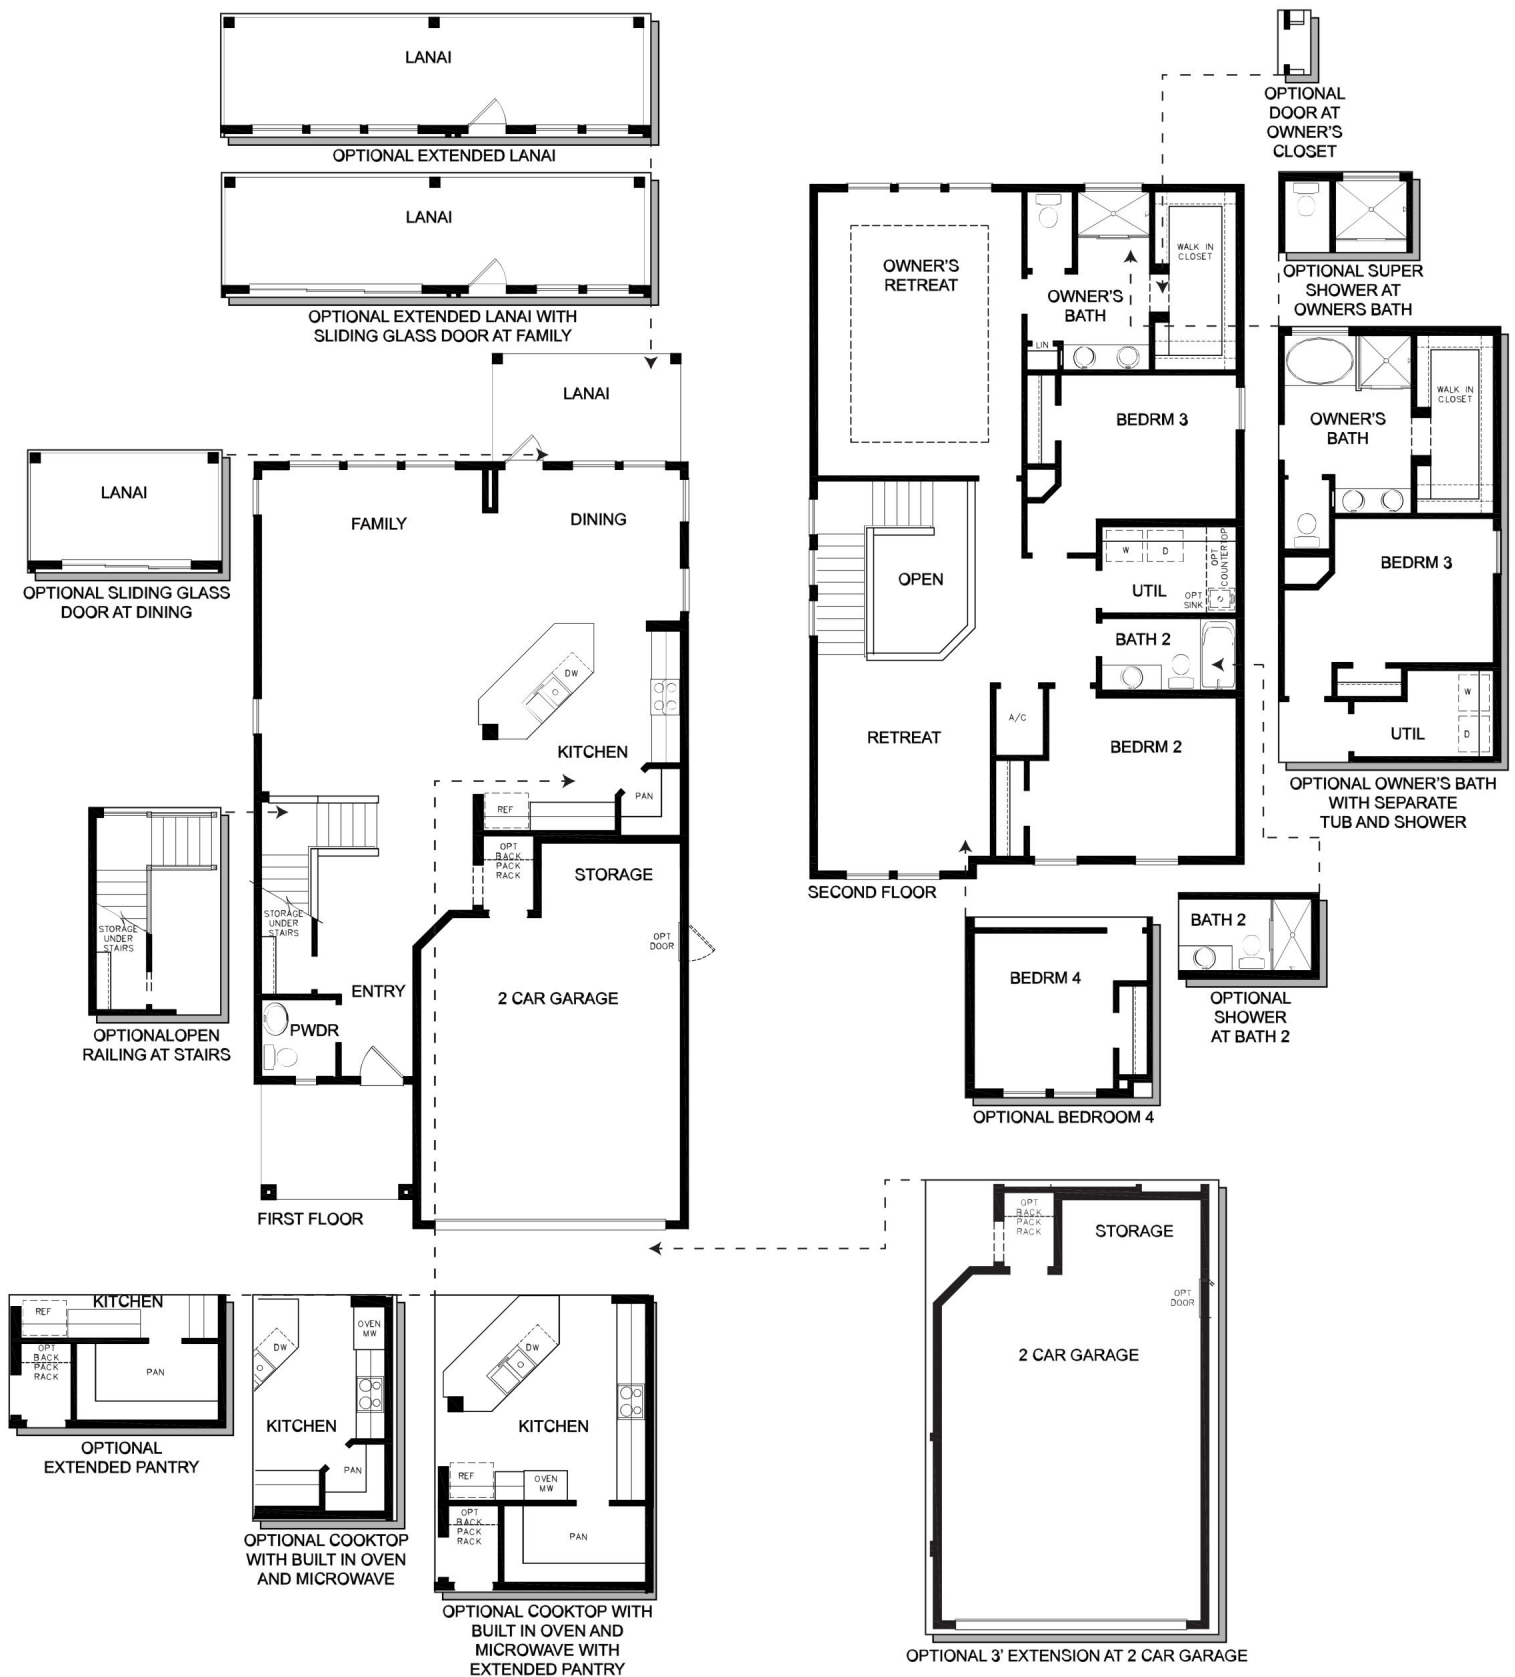 LANAI
OPTIONAL EXTENDED LANAI
LANAI
OPTIONAL EXTENDED LANAI WITH
SLIDING GLASS DOOR AT FAMILY
LANAI
LANAI
OPTIONAL SLIDING GLASS
DOOR AT DINING
FAMILY
DINING
DW
KITCHEN
REF
PAN
OPT
BACK
PACK
RACK
STORAGE
STORAGE
UNDER
STAIRS
OPT
DOOR
ENTRY
2 CAR GARAGE
PWDR
FIRST FLOOR
STORAGE
UNDER
STAIRS
OPTIONALOPEN
RAILING AT STAIRS
OPTIONAL
DOOR AT
OWNER'S
CLOSET
OWNER'S
RETREAT
WALK IN
CLOSET
OWNER'S
BATH
LIN
BEDRM 3
OPEN
W
D
OPT
COUNTERTOP
UTIL
OPT
SINK
BATH 2
RETREAT
A/C
BEDRM 2
SECOND FLOOR
OPTIONAL SUPER
SHOWER AT
OWNERS BATH
WALK IN
CLOSET
OWNER'S
BATH
BEDRM 3
W
UTIL
D
OPTIONAL OWNER'S BATH
WITH SEPARATE
TUB AND SHOWER
BATH 2
OPTIONAL
SHOWER
AT BATH 2
BEDRM 4
OPTIONAL BEDROOM 4
OPT
BACK
PACK
RACK
STORAGE
OPT
DOOR
2 CAR GARAGE
OPTIONAL 3' EXTENSION AT 2 CAR GARAGE
KITCHEN
REF
OPT
BACK
PACK
RACK
PAN
OPTIONAL
EXTENDED PANTRY
OVEN
MW
DW
KITCHEN
PAN
OPTIONAL COOKTOP
WITH BUILT IN OVEN
AND MICROWAVE
DW
KITCHEN
REF
OVEN
MW
OPT
BACK
PACK
RACK
PAN
OPTIONAL COOKTOP WITH
BUILT IN OVEN AND
MICROWAVE WITH
EXTENDED PANTRY